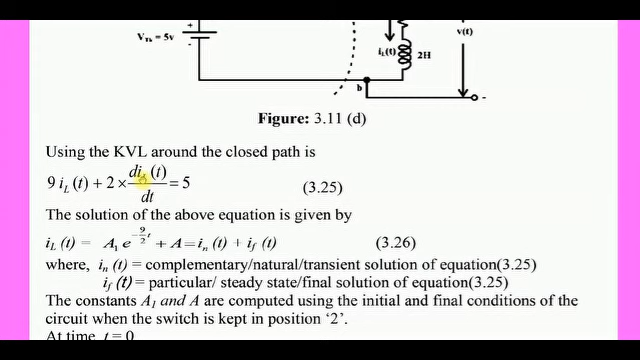 +
V_Th = 5v
-
i_L(t)
2H
v(t)
b
-
Figure: 3.11 (d)
Using the KVL around the closed path is
9 i_L (t) + 2 × di_L (t)/dt = 5 (3.25)
The solution of the above equation is given by
i_L (t) = A_1 e^{-9/2 t} + A = i_n (t) + i_f (t) (3.26)
where, i_n (t) = complementary/natural/transient solution of equation(3.25)
i_f (t) = particular/ steady state/final solution of equation(3.25)
The constants A_1 and A are computed using the initial and final conditions of the
circuit when the switch is kept in position ‘2’.
At time, t = 0